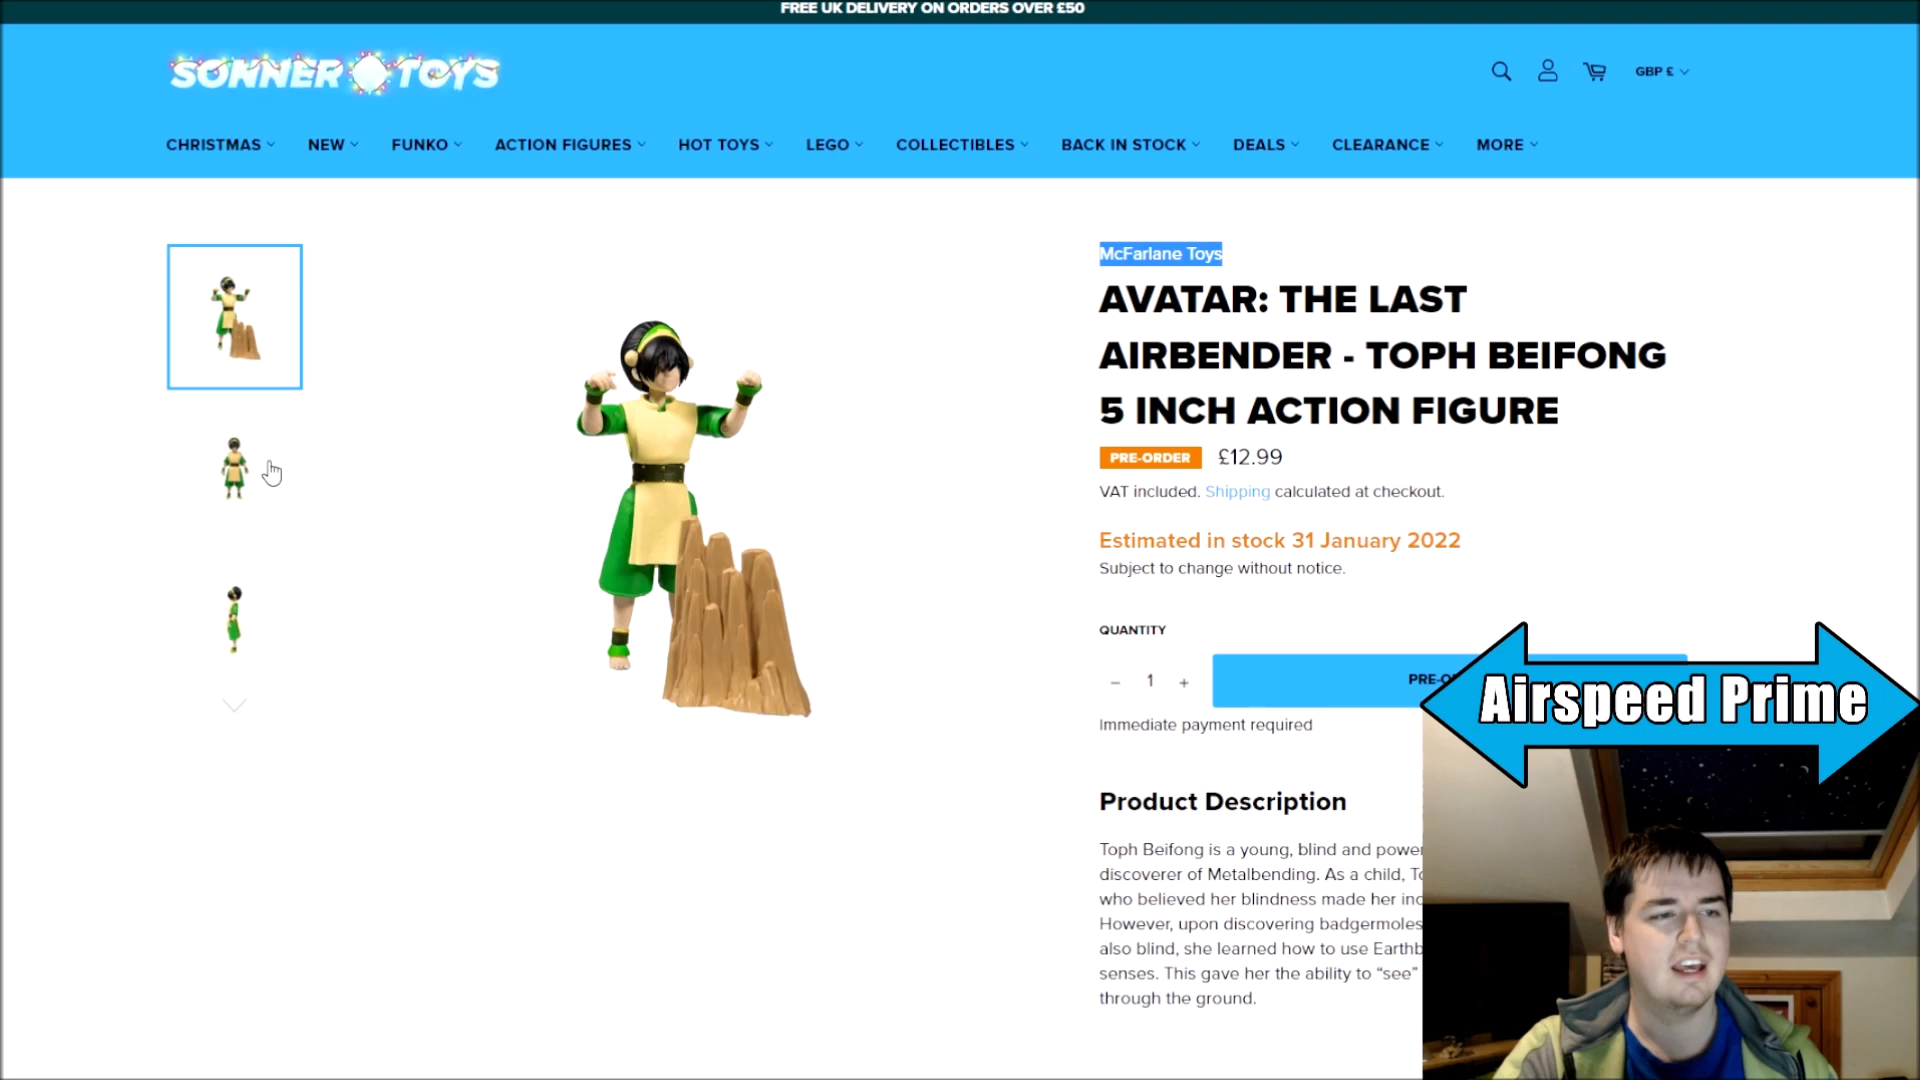 FREE UK DELIVERY ON ORDERS OVER £50
SONNER TOYS
GBP £
CHRISTMAS NEW FUNKO ACTION FIGURES HOT TOYS LEGO COLLECTIBLES BACK IN STOCK DEALS CLEARANCE MORE
McFarlane Toys
AVATAR: THE LAST
AIRBENDER - TOPH BEIFONG
5 INCH ACTION FIGURE
PRE-ORDER £12.99
VAT included. Shipping calculated at checkout.
Estimated in stock 31 January 2022
Subject to change without notice.
QUANTITY
− 1 +
Airspeed Prime
Immediate payment required
Product Description
Toph Beifong is a young, blind and
discoverer of Metalbending. As a child,
who believed her blindness made her
However, upon discovering badgermoles
also blind, she learned how to use
senses. This gave her the ability to “see”
through the ground.